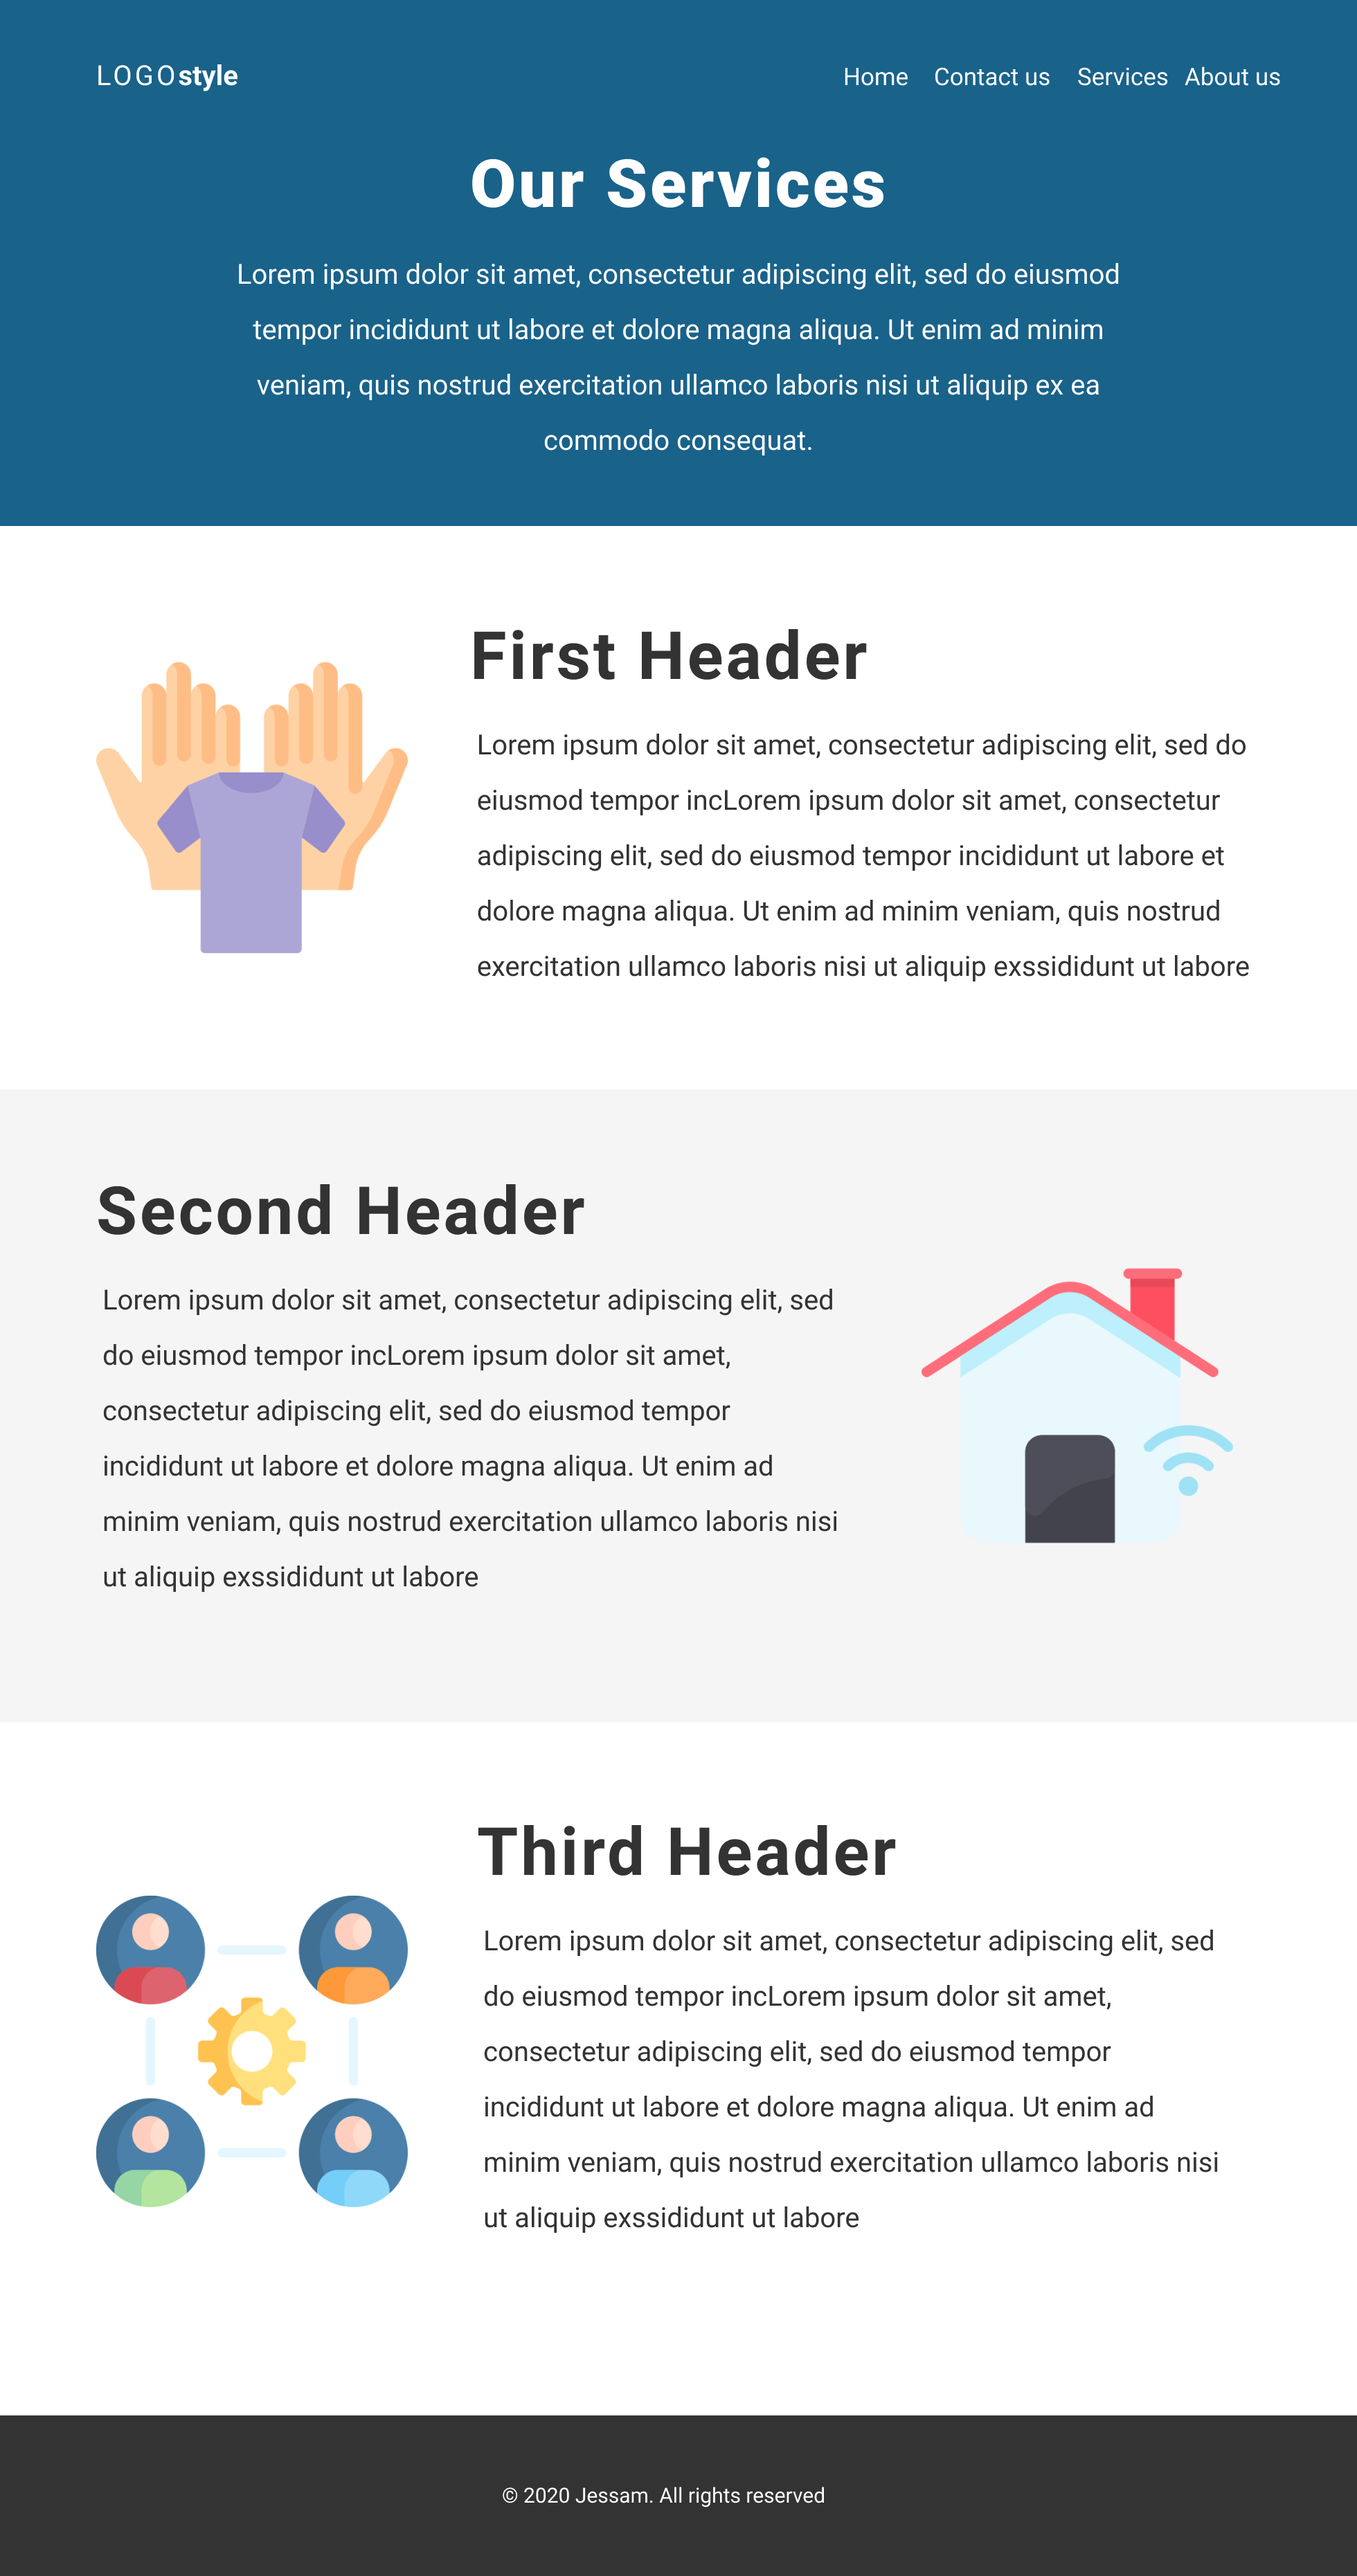 LOGOstyle
Home Contact us Services About us
Our Services
Lorem ipsum dolor sit amet, consectetur adipiscing elit, sed do eiusmod
tempor incididunt ut labore et dolore magna aliqua. Ut enim ad minim
veniam, quis nostrud exercitation ullamco laboris nisi ut aliquip ex ea
commodo consequat.
First Header
Lorem ipsum dolor sit amet, consectetur adipiscing elit, sed do
eiusmod tempor incLorem ipsum dolor sit amet, consectetur
adipiscing elit, sed do eiusmod tempor incididunt ut labore et
dolore magna aliqua. Ut enim ad minim veniam, quis nostrud
exercitation ullamco laboris nisi ut aliquip exssididunt ut labore
Second Header
Lorem ipsum dolor sit amet, consectetur adipiscing elit, sed
do eiusmod tempor incLorem ipsum dolor sit amet,
consectetur adipiscing elit, sed do eiusmod tempor
incididunt ut labore et dolore magna aliqua. Ut enim ad
minim veniam, quis nostrud exercitation ullamco laboris nisi
ut aliquip exssididunt ut labore
Third Header
Lorem ipsum dolor sit amet, consectetur adipiscing elit, sed
do eiusmod tempor incLorem ipsum dolor sit amet,
consectetur adipiscing elit, sed do eiusmod tempor
incididunt ut labore et dolore magna aliqua. Ut enim ad
minim veniam, quis nostrud exercitation ullamco laboris nisi
ut aliquip exssididunt ut labore
© 2020 Jessam. All rights reserved